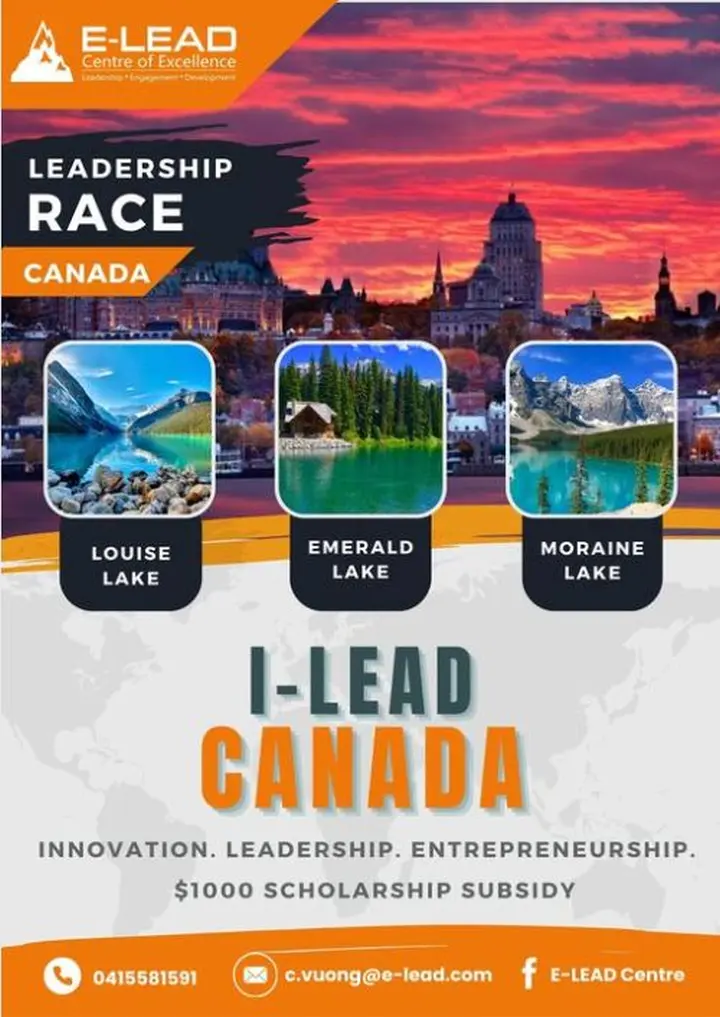 E-LEAD
Centre of Excellence
Leadership • Engagement • Development
LEADERSHIP
RACE
CANADA
LOUISE
LAKE
EMERALD
LAKE
MORAINE
LAKE
I-LEAD
CANADA
INNOVATION. LEADERSHIP. ENTREPRENEURSHIP.
$1000 SCHOLARSHIP SUBSIDY
0415581591
c.vuong@e-lead.com
E-LEAD Centre